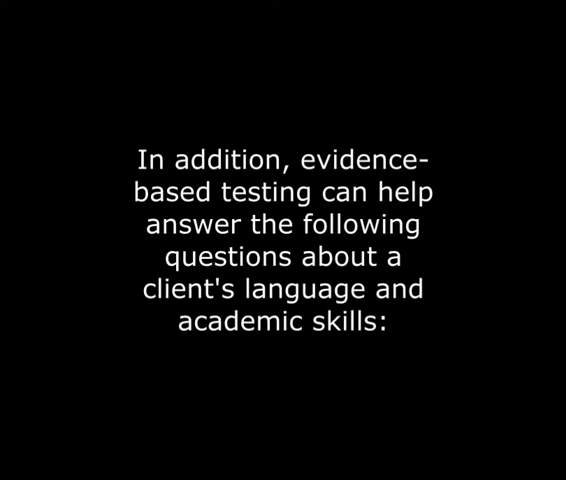 In addition, evidence-
based testing can help
answer the following
questions about a
client's language and
academic skills: